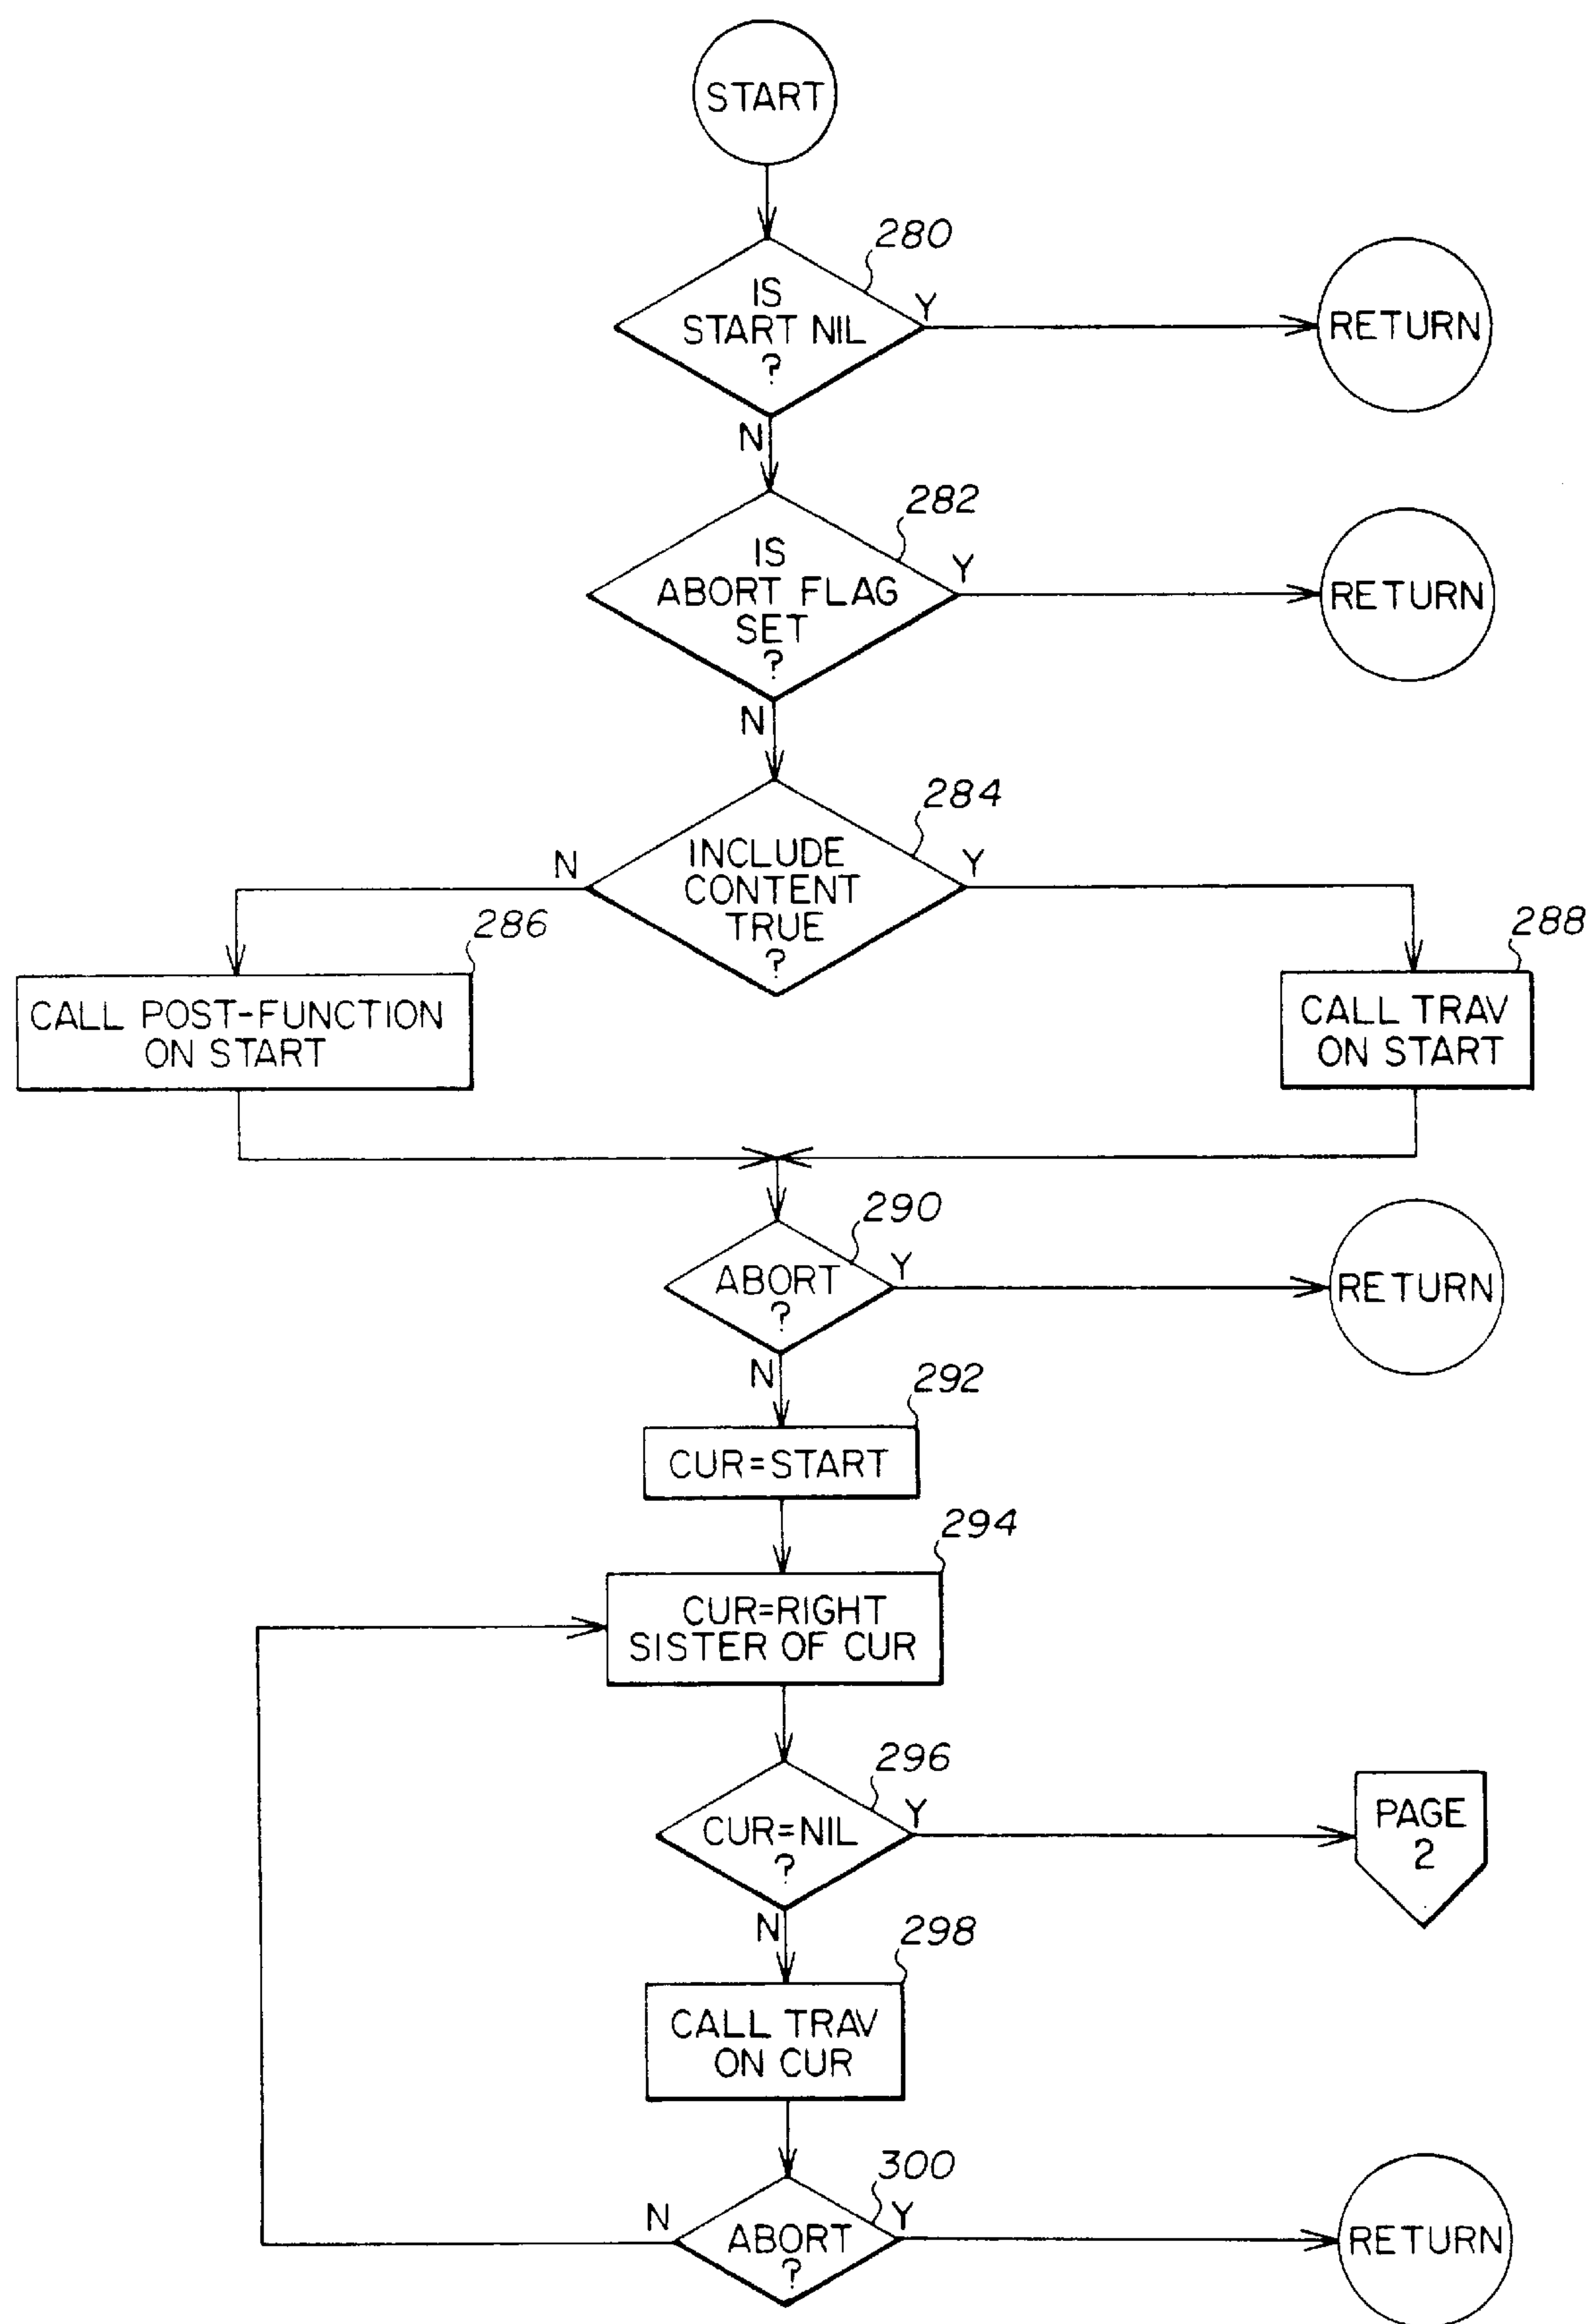 START
280
IS
START NIL
?
Y
RETURN
N
282
IS
ABORT FLAG
SET
?
Y
RETURN
N
284
INCLUDE
CONTENT
TRUE
?
N
Y
286
CALL POST-FUNCTION
ON START
288
CALL TRAV
ON START
290
ABORT
?
Y
RETURN
N
292
CUR=START
294
CUR=RIGHT
SISTER OF CUR
296
CUR=NIL
?
Y
PAGE
2
N
298
CALL TRAV
ON CUR
300
ABORT
?
N
Y
RETURN